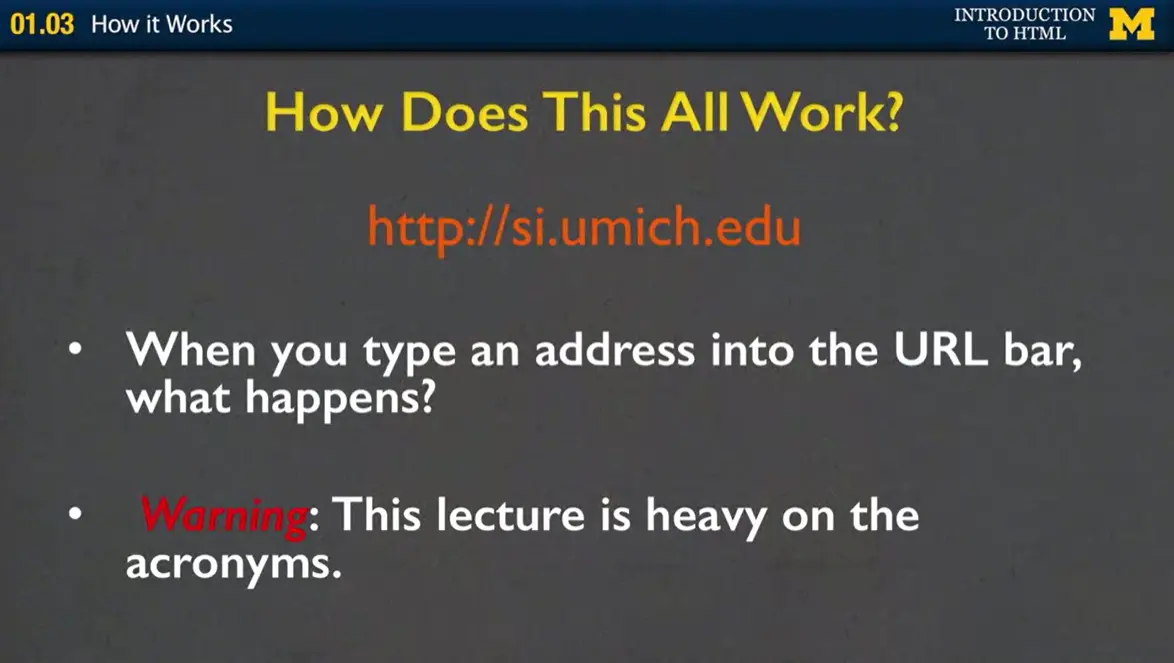 01.03 How it Works
INTRODUCTION
TO HTML
M
How Does This All Work?
http://si.umich.edu
• When you type an address into the URL bar,
what happens?
• Warning: This lecture is heavy on the
acronyms.